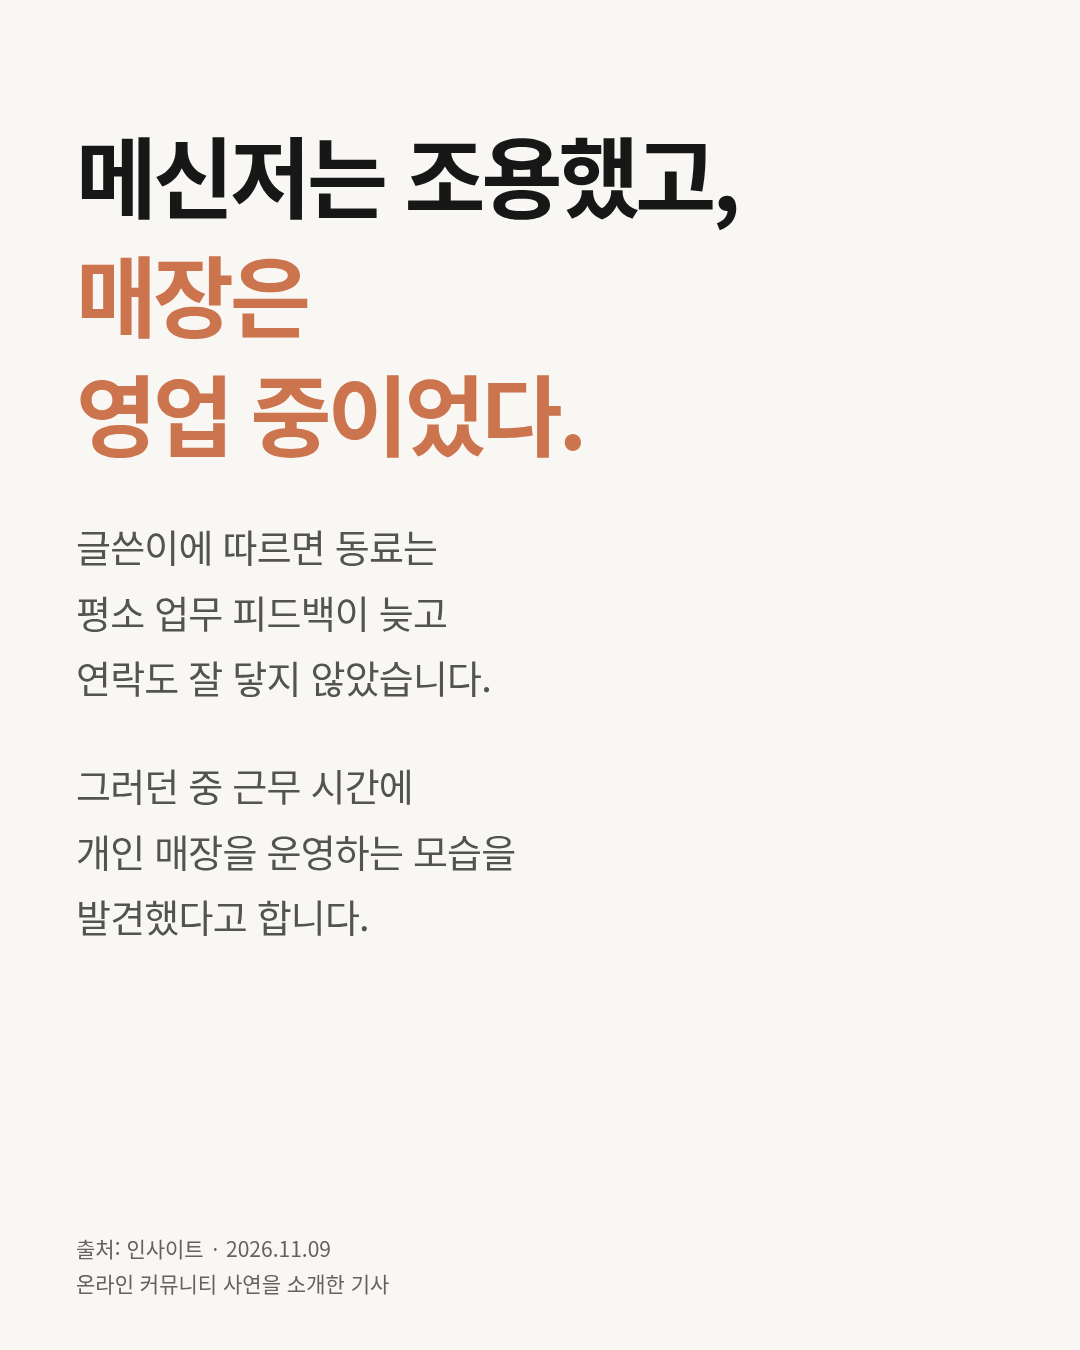 메신저는 조용했고,
매장은
영업 중이었다.
글쓴이에 따르면 동료는
평소 업무 피드백이 늦고
연락도 잘 닿지 않았습니다.
그러던 중 근무 시간에
개인 매장을 운영하는 모습을
발견했다고 합니다.
출처: 인사이트 · 2026.11.09
온라인 커뮤니티 사연을 소개한 기사